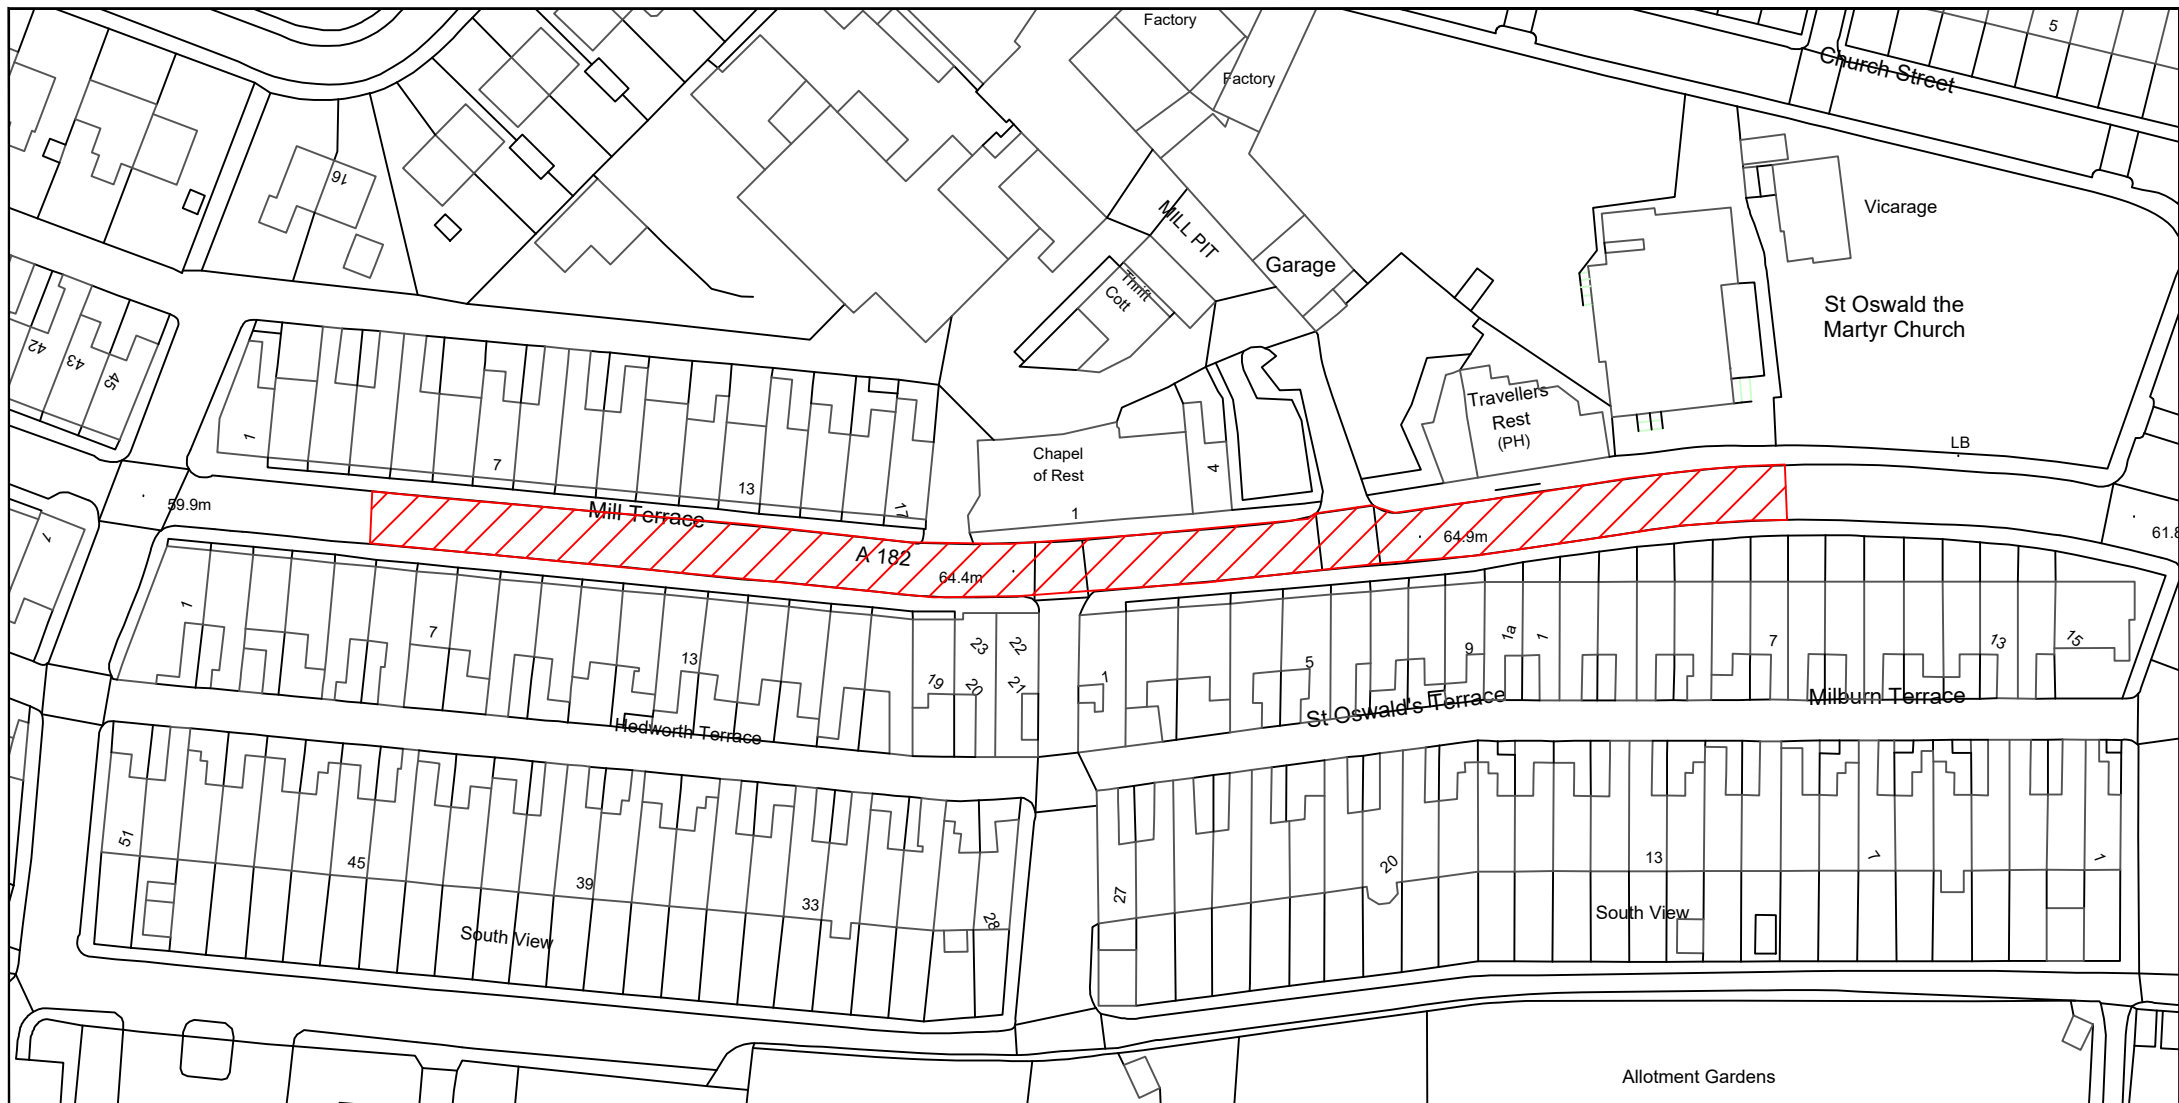 Factory
5
Church Street
Factory
16
Vicarage
MILL PIT
Garage
Thrift
Cott
St Oswald the
Martyr Church
42
43
45
Travellers
Rest
(PH)
1
7
13
17
Chapel
of Rest
4
1
LB
59.9m
Mill Terrace
A 182
64.4m
64.9m
61.8
1
7
13
19
20
23
22
21
1
5
9
1a
1
7
13
15
Hedworth Terrace
St Oswald's Terrace
Milburn Terrace
51
45
39
33
28
27
20
13
7
1
South View
South View
Allotment Gardens